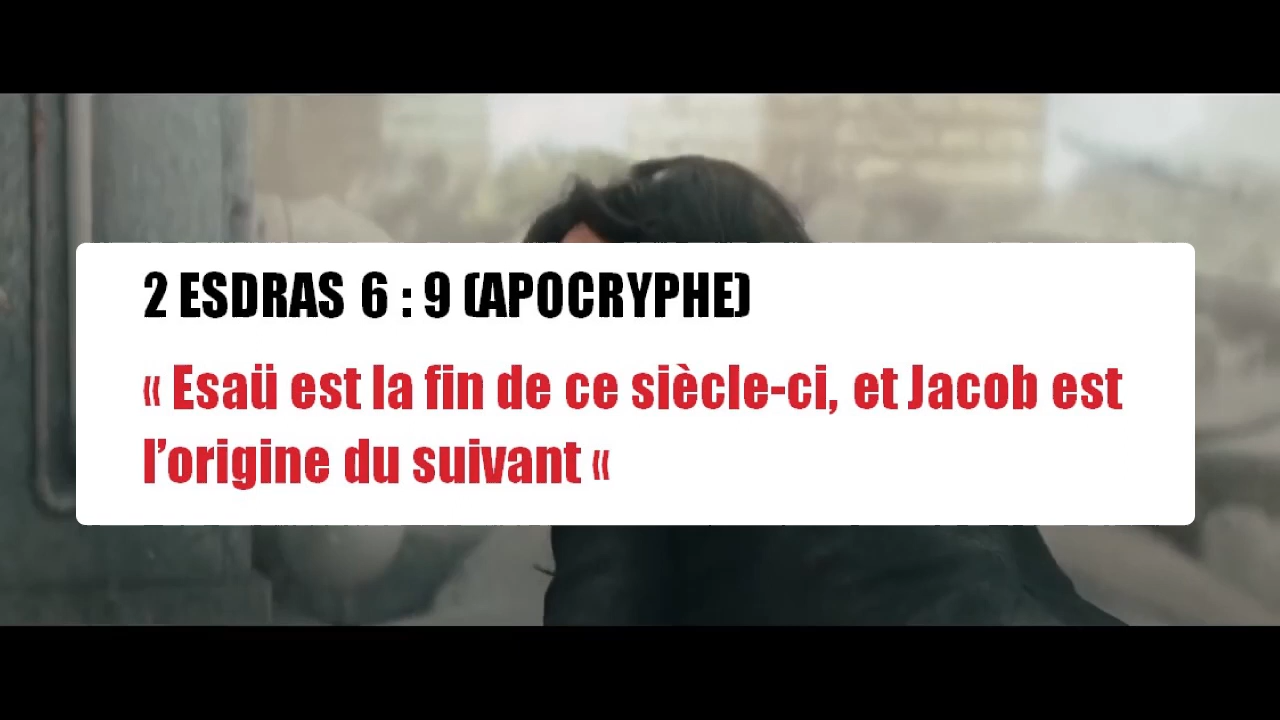 2 ESDRAS 6 : 9 (APOCRYPHE)
« Esaü est la fin de ce siècle-ci, et Jacob est
l’origine du suivant «